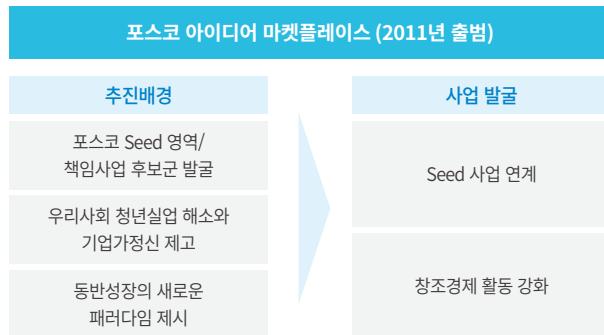 포스코 아이디어 마켓플레이스 (2011년 출범)
추진배경
포스코 Seed 영역/
책임사업 후보군 발굴
우리사회 청년실업 해소와
기업가정신 제고
동반성장의 새로운
패러다임 제시
사업 발굴
Seed 사업 연계
창조경제 활동 강화